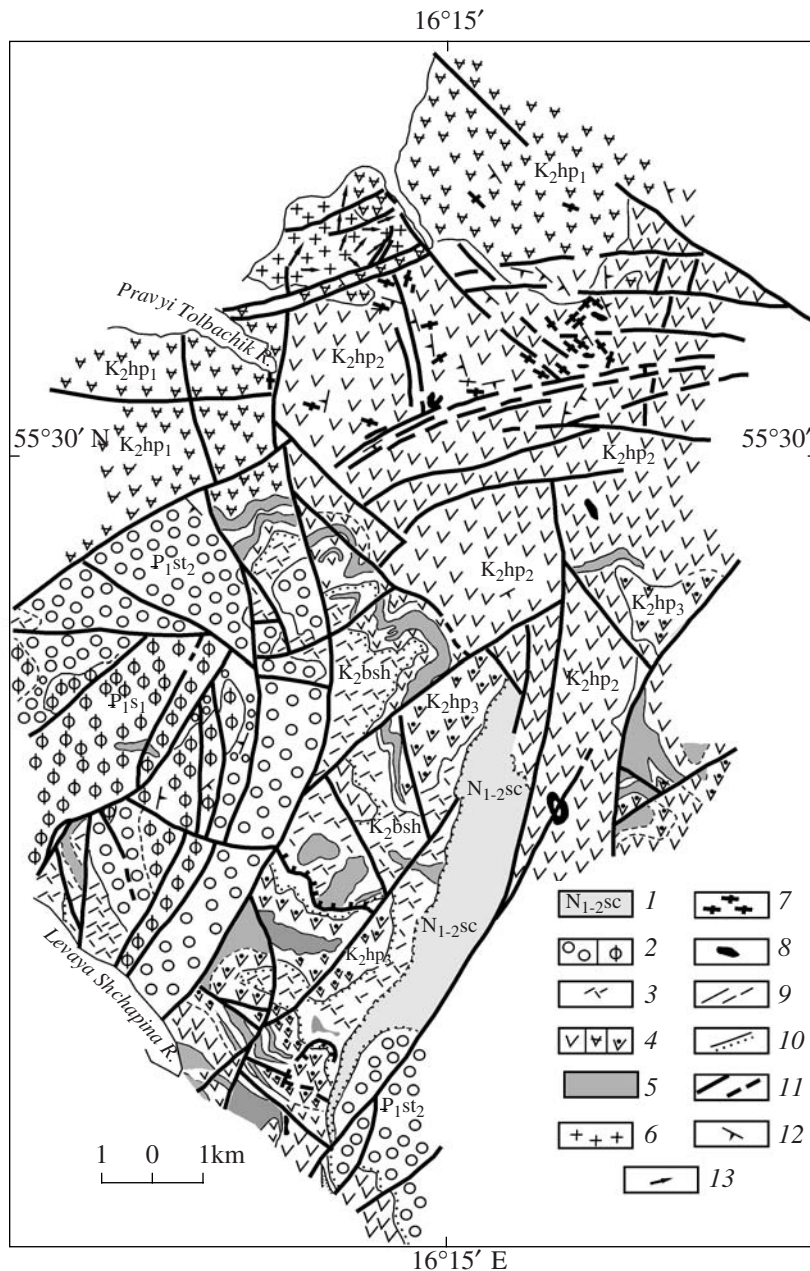 16°15′
K₂hp₁
Pravyi Tolbachik R.
K₂hp₁
K₂hp₂
55°30′ N
K₂hp₁
K₂hp₂
55°30′
P₁st₂
K₂hp₂
K₂hp₃
K₂bsh
K₂hp₃
K₂hp₂
P₁s₁
N₁₋₂sc
K₂bsh
N₁₋₂sc
K₂hp₃
Levaya Shchapina R.
P₁st₂
N₁₋₂sc 1
2
3
4
5
6
7
8
9
10
11
12
13
1 0 1km
16°15′ E